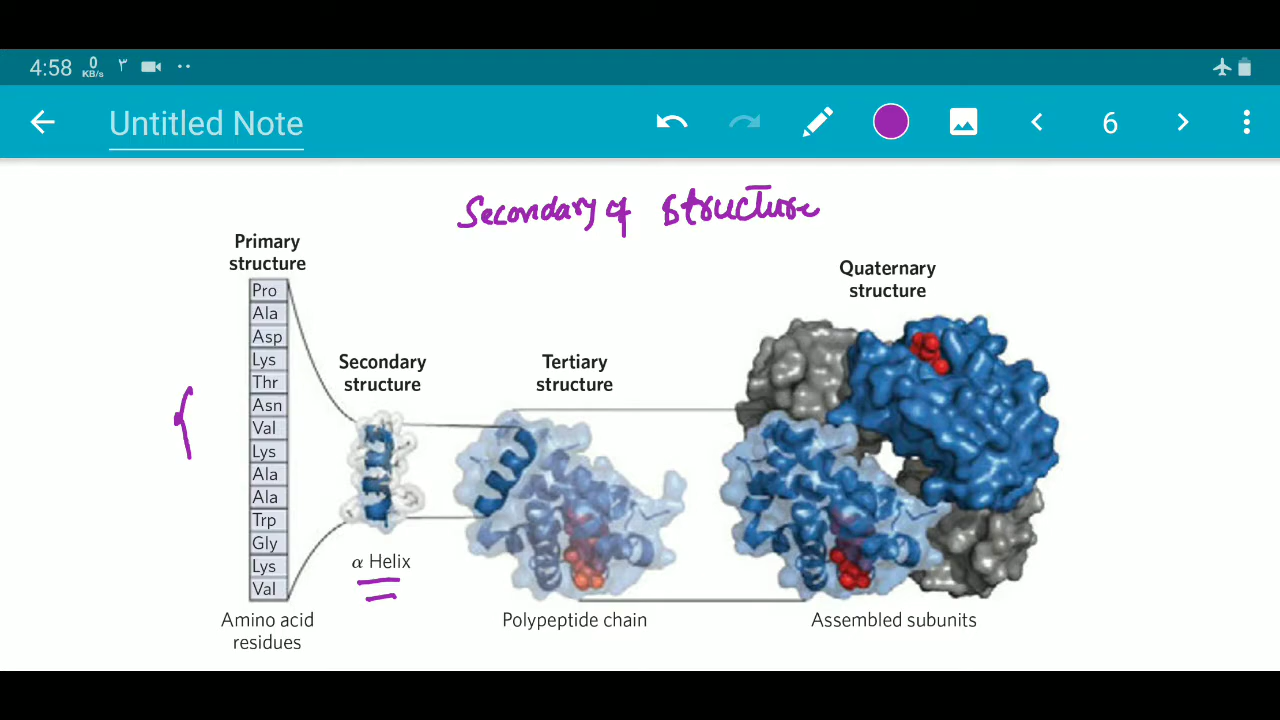 4:58 0 KB/s ٣
Untitled Note
6
Secondary of structure
Primary
structure
Pro
Ala
Asp
Lys
Thr
Asn
Val
Lys
Ala
Ala
Trp
Gly
Lys
Val
Amino acid
residues
Secondary
structure
α Helix
Tertiary
structure
Polypeptide chain
Quaternary
structure
Assembled subunits